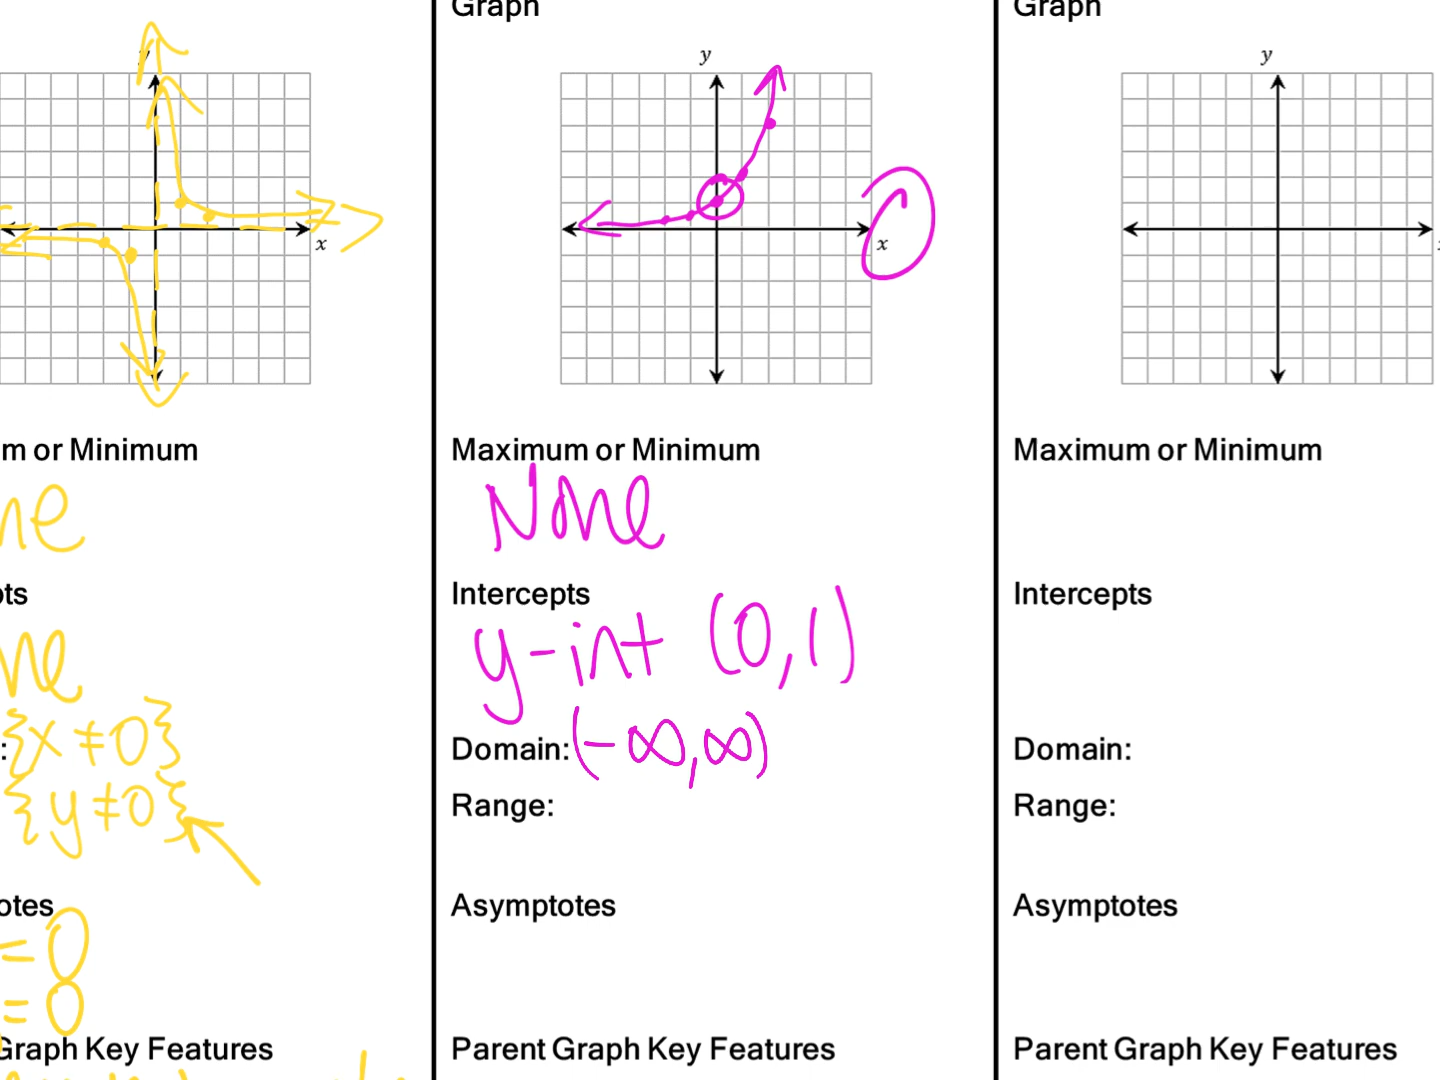 y
x
m or Minimum
ne
pts
ne
: {x ≠ 0}
{y ≠ 0}
otes
= 0
= 0
Graph Key Features
Graph
y
x
Maximum or Minimum
None
Intercepts
y-int (0,1)
Domain: (-∞,∞)
Range:
Asymptotes
Parent Graph Key Features
Graph
y
Maximum or Minimum
Intercepts
Domain:
Range:
Asymptotes
Parent Graph Key Features